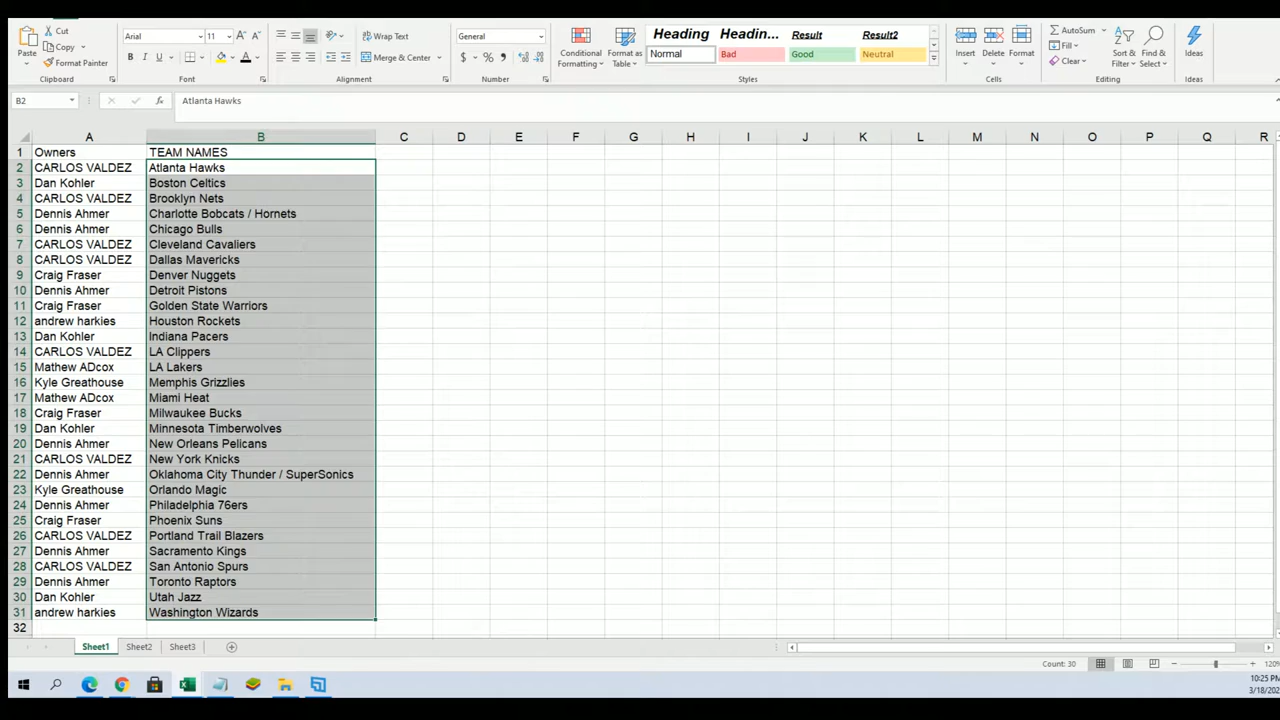 Cut
Copy
Paste
Format Painter
Clipboard
Arial 11
B I U
Font
Wrap Text
Merge & Center
Alignment
General
$ % ,
Number
Conditional Formatting
Format as Table
Heading Headin... Result Result2
Normal Bad Good Neutral
Styles
Insert Delete Format
Cells
AutoSum
Fill
Clear
Sort & Filter
Find & Select
Editing
Ideas
Ideas
B2 fx Atlanta Hawks
A B C D E F G H I J K L M N O P Q R
1 Owners TEAM NAMES
2 CARLOS VALDEZ Atlanta Hawks
3 Dan Kohler Boston Celtics
4 CARLOS VALDEZ Brooklyn Nets
5 Dennis Ahmer Charlotte Bobcats / Hornets
6 Dennis Ahmer Chicago Bulls
7 CARLOS VALDEZ Cleveland Cavaliers
8 CARLOS VALDEZ Dallas Mavericks
9 Craig Fraser Denver Nuggets
10 Dennis Ahmer Detroit Pistons
11 Craig Fraser Golden State Warriors
12 andrew harkies Houston Rockets
13 Dan Kohler Indiana Pacers
14 CARLOS VALDEZ LA Clippers
15 Mathew ADcox LA Lakers
16 Kyle Greathouse Memphis Grizzlies
17 Mathew ADcox Miami Heat
18 Craig Fraser Milwaukee Bucks
19 Dan Kohler Minnesota Timberwolves
20 Dennis Ahmer New Orleans Pelicans
21 CARLOS VALDEZ New York Knicks
22 Dennis Ahmer Oklahoma City Thunder / SuperSonics
23 Kyle Greathouse Orlando Magic
24 Dennis Ahmer Philadelphia 76ers
25 Craig Fraser Phoenix Suns
26 CARLOS VALDEZ Portland Trail Blazers
27 Dennis Ahmer Sacramento Kings
28 CARLOS VALDEZ San Antonio Spurs
29 Dennis Ahmer Toronto Raptors
30 Dan Kohler Utah Jazz
31 andrew harkies Washington Wizards
32
Sheet1 Sheet2 Sheet3
Count: 30 120%
10:25 PM
3/18/202